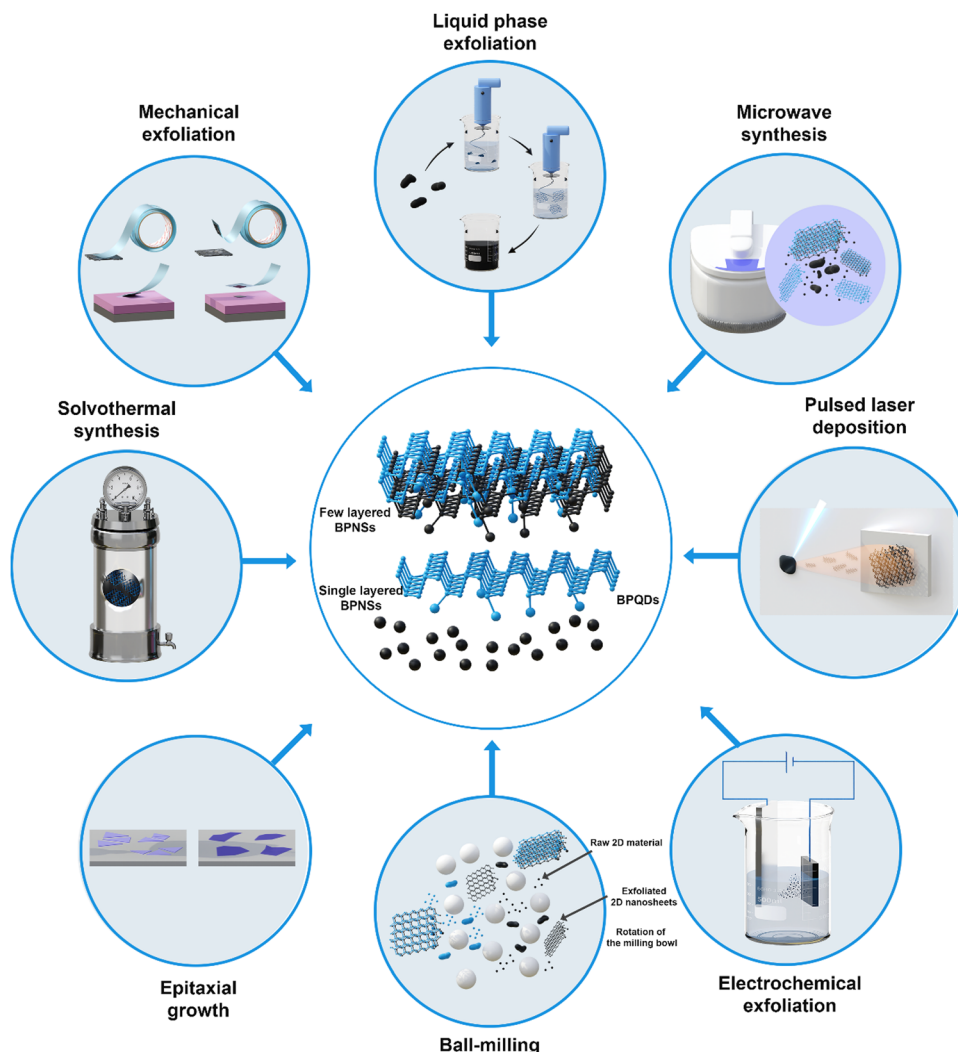 Liquid phase
exfoliation
Mechanical
exfoliation
Microwave
synthesis
Solvothermal
synthesis
Pulsed laser
deposition
Few layered
BPNSs
Single layered
BPNSs
BPQDs
Raw 2D material
Exfoliated
2D nanosheets
Rotation of
the milling bowl
Epitaxial
growth
Electrochemical
exfoliation
Ball-milling